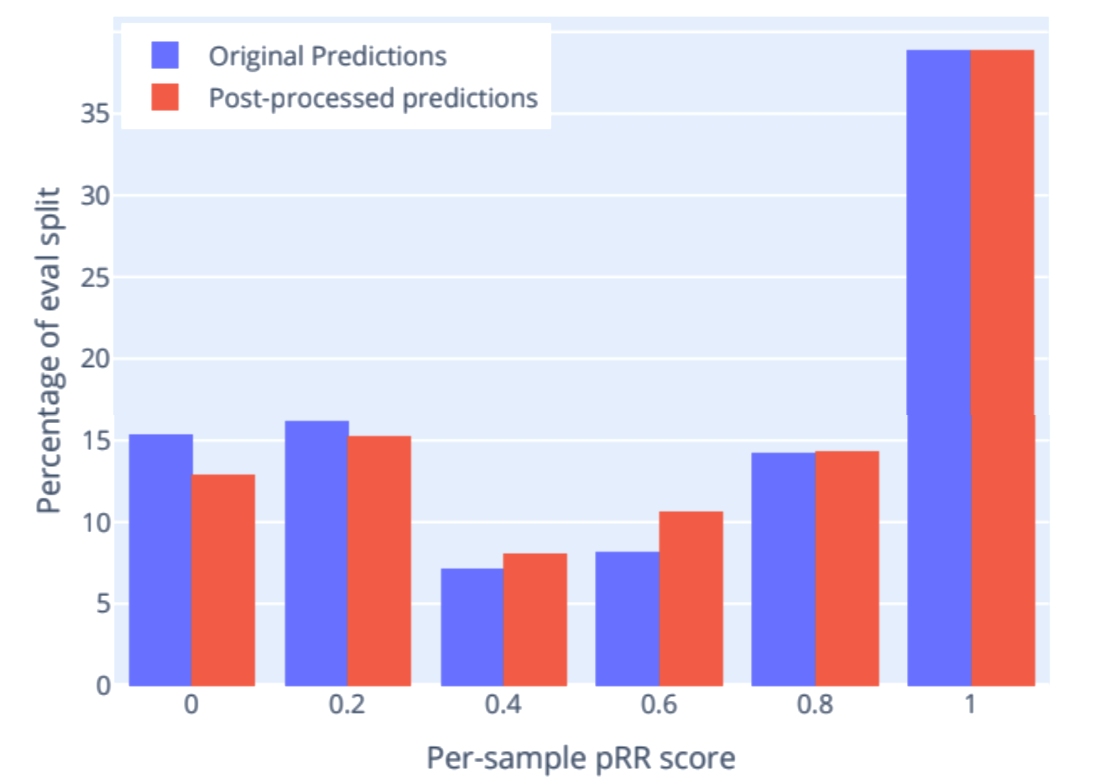 Original Predictions
Post-processed predictions
Percentage of eval split
35
30
25
20
15
10
5
0
0 0.2 0.4 0.6 0.8 1
Per-sample pRR score